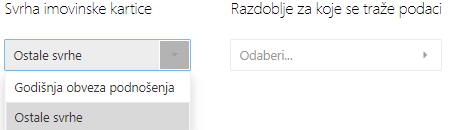 Svrha imovinske kartice
Razdoblje za koje se traže podaci
Ostale svrhe
Odaberi...
Godišnja obveza podnošenja
Ostale svrhe